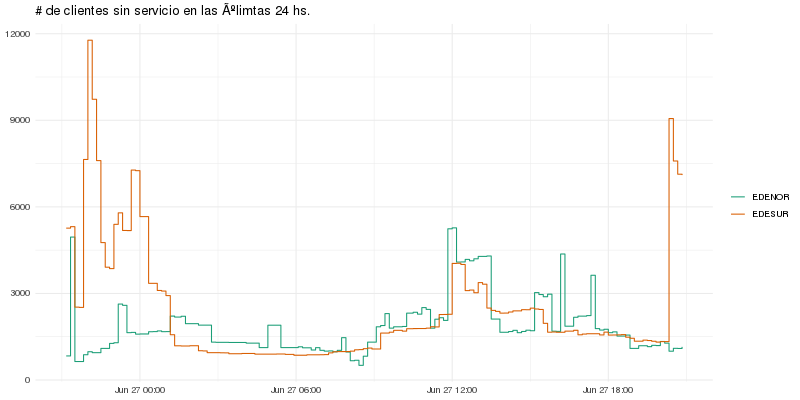 # de clientes sin servicio en las Ãºlimtas 24 hs.
12000
9000
6000
3000
0
Jun 27 00:00
Jun 27 06:00
Jun 27 12:00
Jun 27 18:00
EDENOR
EDESUR